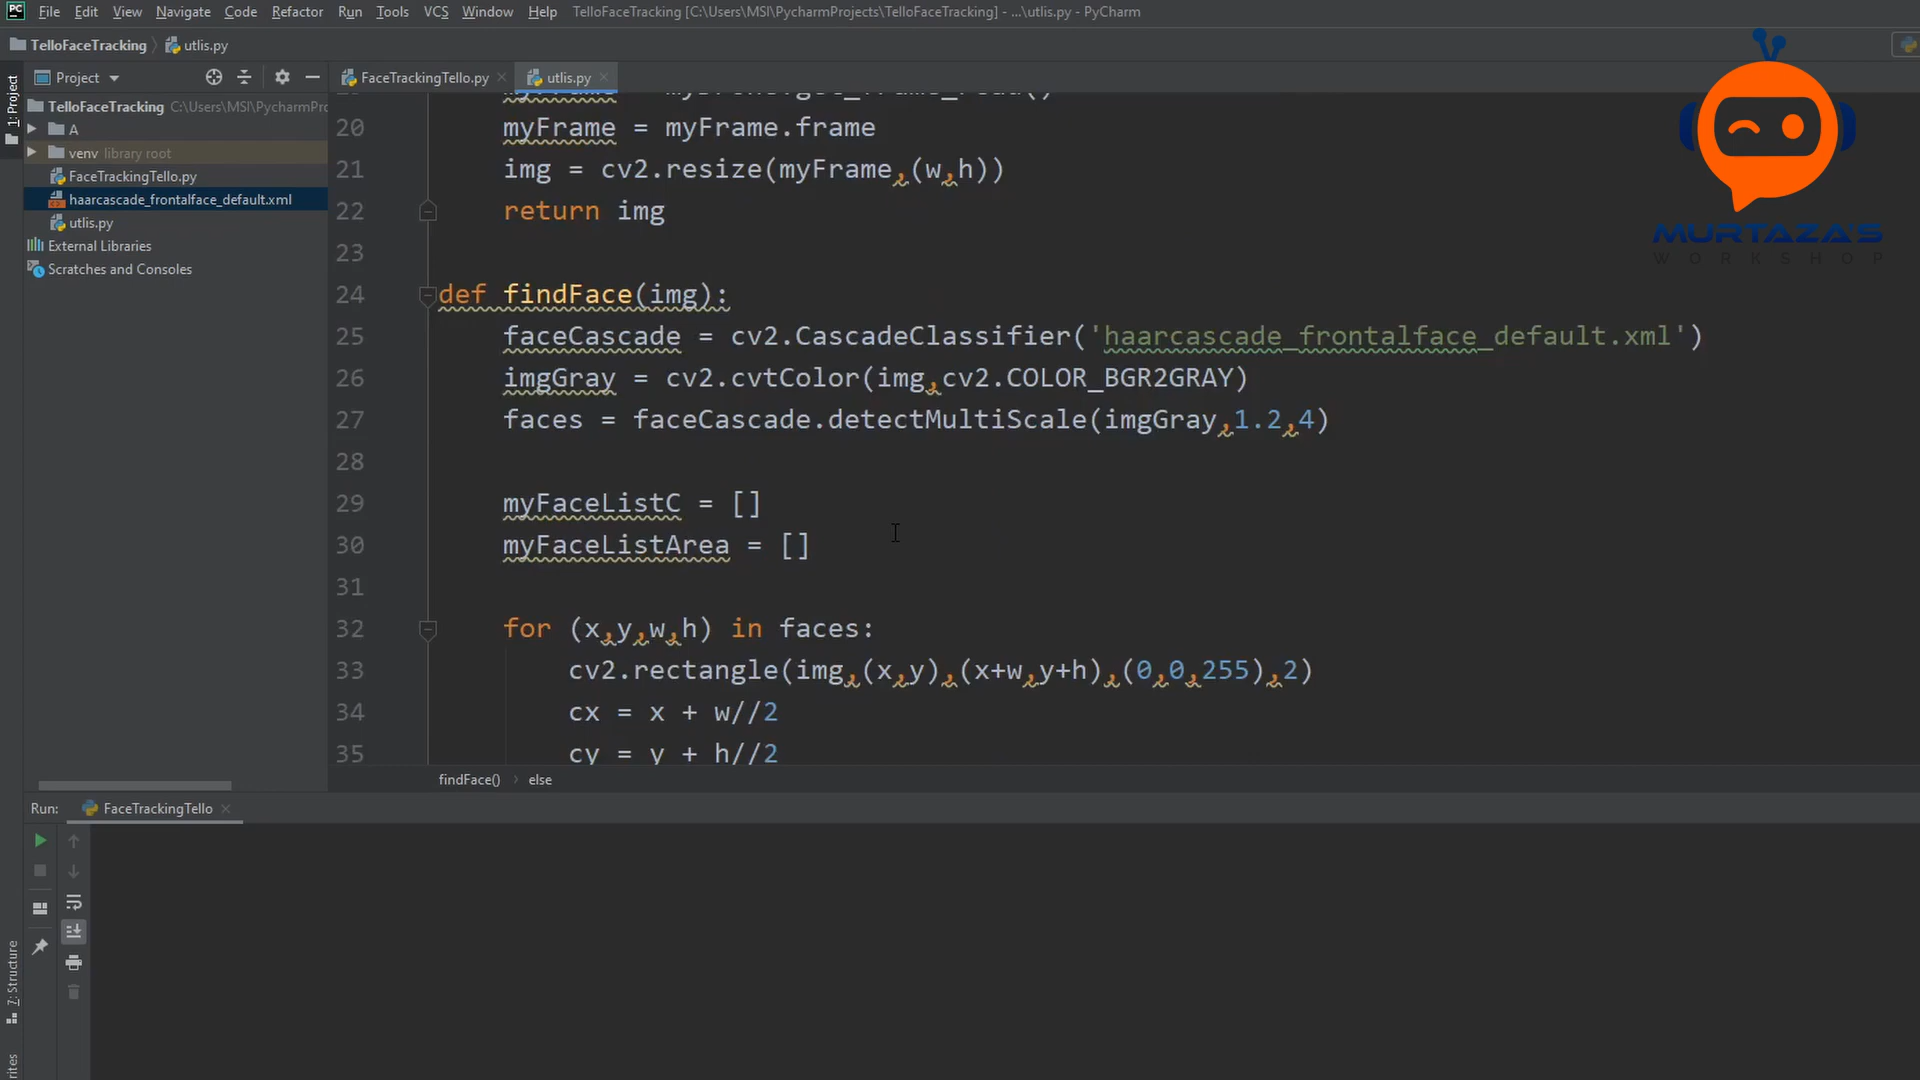 File Edit View Navigate Code Refactor Run Tools VCS Window Help TelloFaceTracking [C:\Users\MSI\PycharmProjects\TelloFaceTracking] - ...\utlis.py - PyCharm
TelloFaceTracking utlis.py
1: Project
Project
FaceTrackingTello.py
utlis.py
TelloFaceTracking C:\Users\MSI\PycharmPro
A
venv library root
FaceTrackingTello.py
haarcascade_frontalface_default.xml
utlis.py
External Libraries
Scratches and Consoles
20 myFrame = myFrame.frame
21 img = cv2.resize(myFrame,(w,h))
22 return img
23
24 def findFace(img):
25 faceCascade = cv2.CascadeClassifier('haarcascade_frontalface_default.xml')
26 imgGray = cv2.cvtColor(img,cv2.COLOR_BGR2GRAY)
27 faces = faceCascade.detectMultiScale(imgGray,1.2,4)
28
29 myFaceListC = []
30 myFaceListArea = []
31
32 for (x,y,w,h) in faces:
33 cv2.rectangle(img,(x,y),(x+w,y+h),(0,0,255),2)
34 cx = x + w//2
35 cy = y + h//2
findFace() else
MURTAZA'S
WORKSHOP
Run: FaceTrackingTello
7: Structure